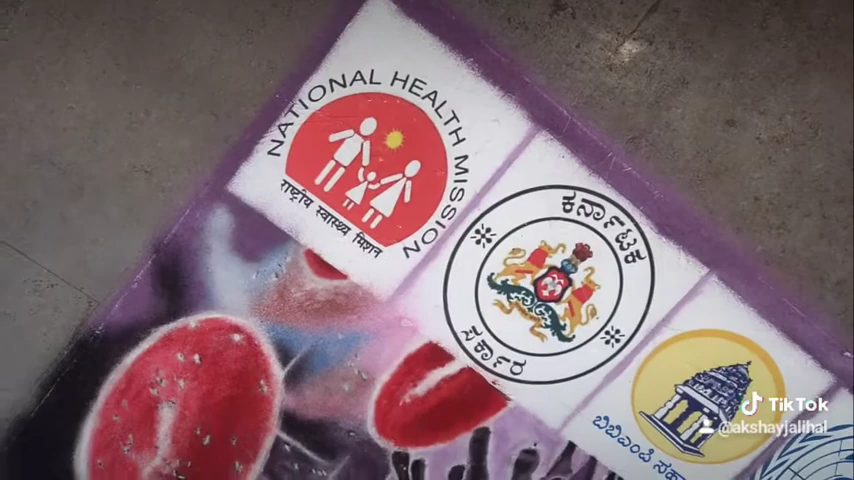 NATIONAL HEALTH MISSION
राष्ट्रीय स्वास्थ्य मिशन
ಕರ್ನಾಟಕ
ಸರ್ಕಾರ
ಬಿಬಿಎಂಪಿ
TikTok
@akshayjalihal